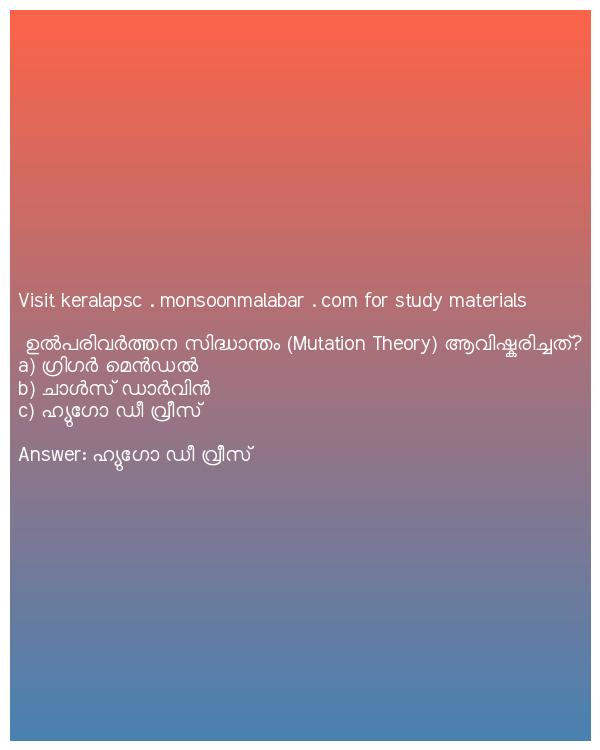 Visit keralapsc . monsoonmalabar . com for study materials
ഉൽപരിവർത്തന സിദ്ധാന്തം (Mutation Theory) ആവിഷ്കരിച്ചത്?
a) ഗ്രിഗർ മെൻഡൽ
b) ചാൾസ് ഡാർവിൻ
c) ഹ്യൂഗോ ഡീ വ്രീസ്
Answer: ഹ്യൂഗോ ഡീ വ്രീസ്